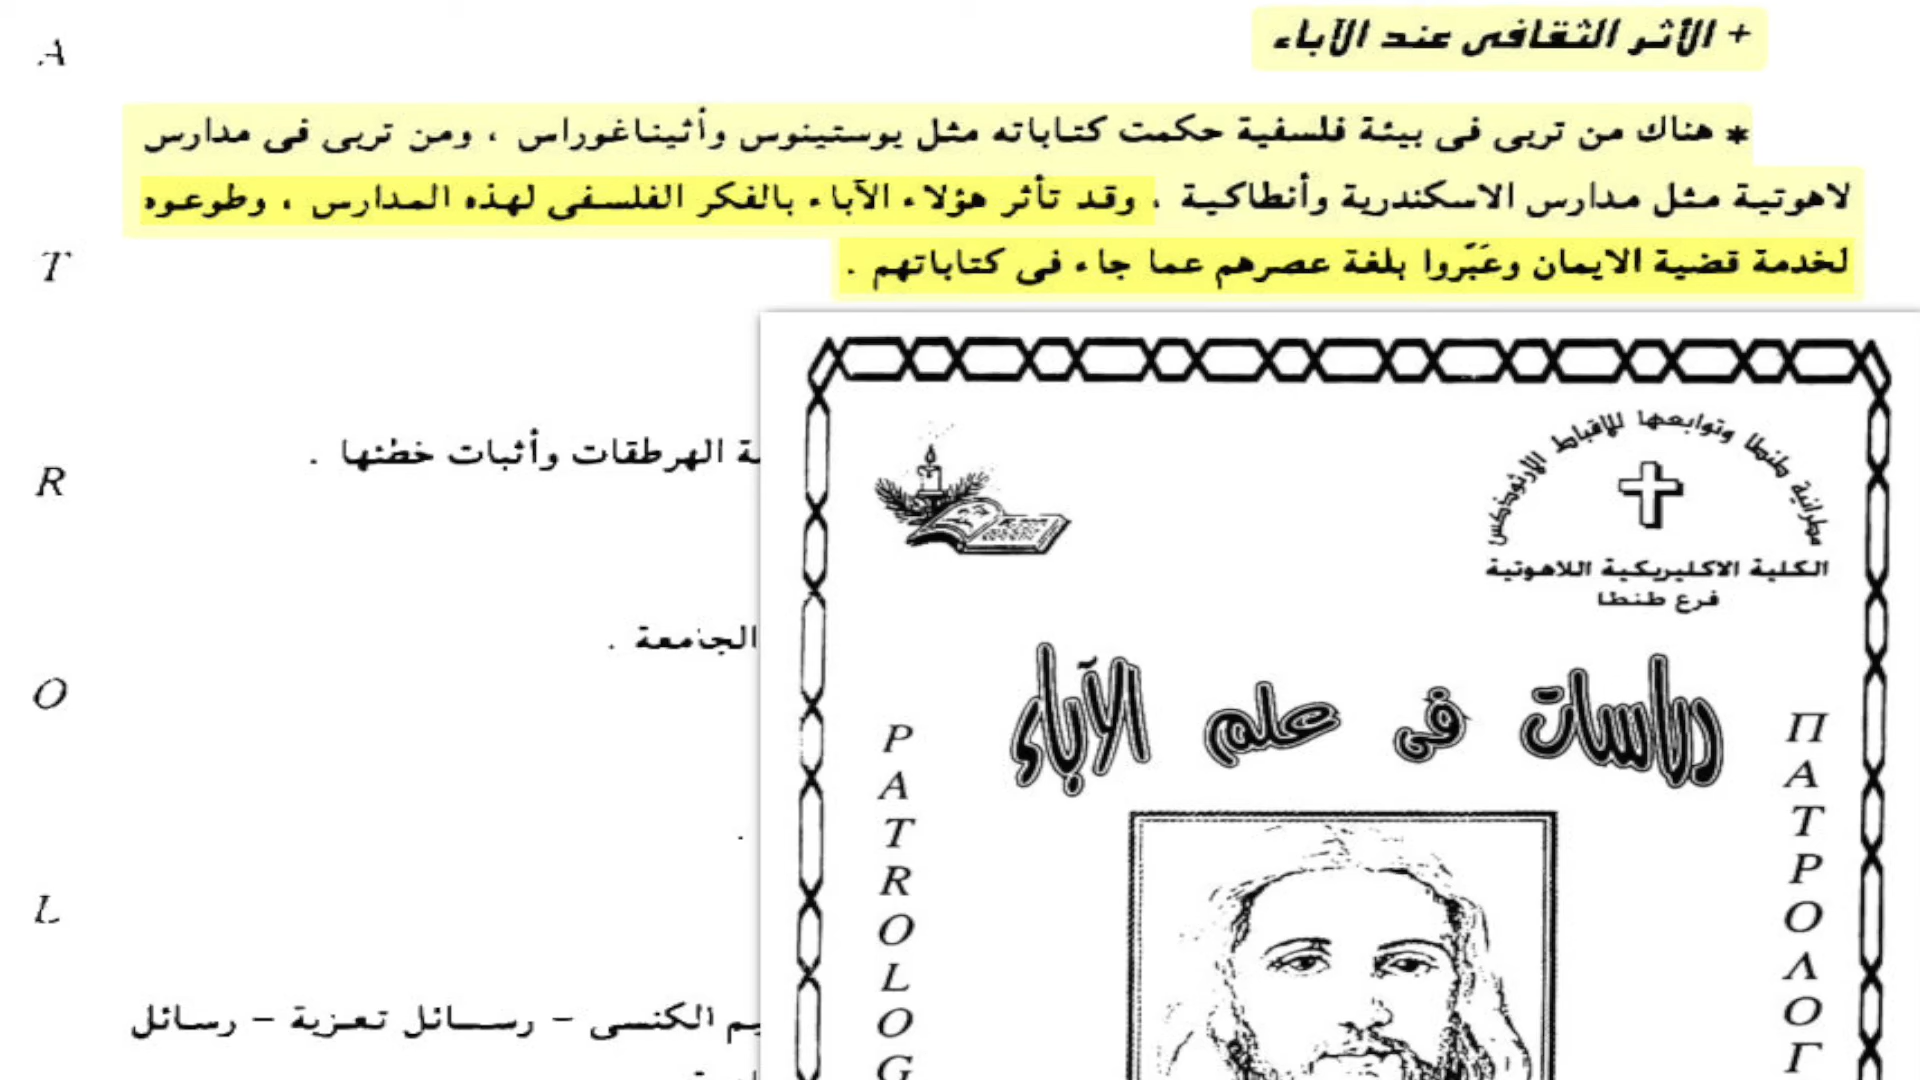 + الأثر الثقافى عند الآباء
* هناك من تربى فى بيئة فلسفية حكمت كتاباته مثل يوستينوس وأثيناغوراس ، ومن تربى فى مدارس
لاهوتية مثل مدارس الاسكندرية وأنطاكية ، وقد تأثر هؤلاء الآباء بالفكر الفلسفى لهذه المدارس ، وطوعوه
لخدمة قضية الايمان وعَبّروا بلغة عصرهم عما جاء فى كتاباتهم .
الهرطقات وأثبات خطئها .
الجامعة .
الكنسى – رسائل تعزية – رسائل
A
T
R
O
L
مطرانية طنطا وتوابعها للاقباط الارثوذكس
الكلية الاكليريكية اللاهوتية
فرع طنطا
دراسات فى علم الآباء
P
A
T
R
O
L
O
G
Π
Α
Τ
Ρ
Ο
Λ
Ο
Γ